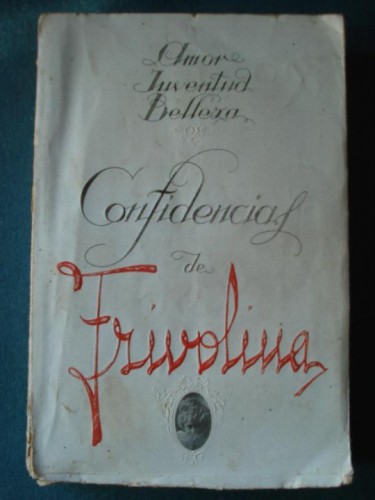 Amor
Juventud
Belleza
Confidencias
de
Frivolina